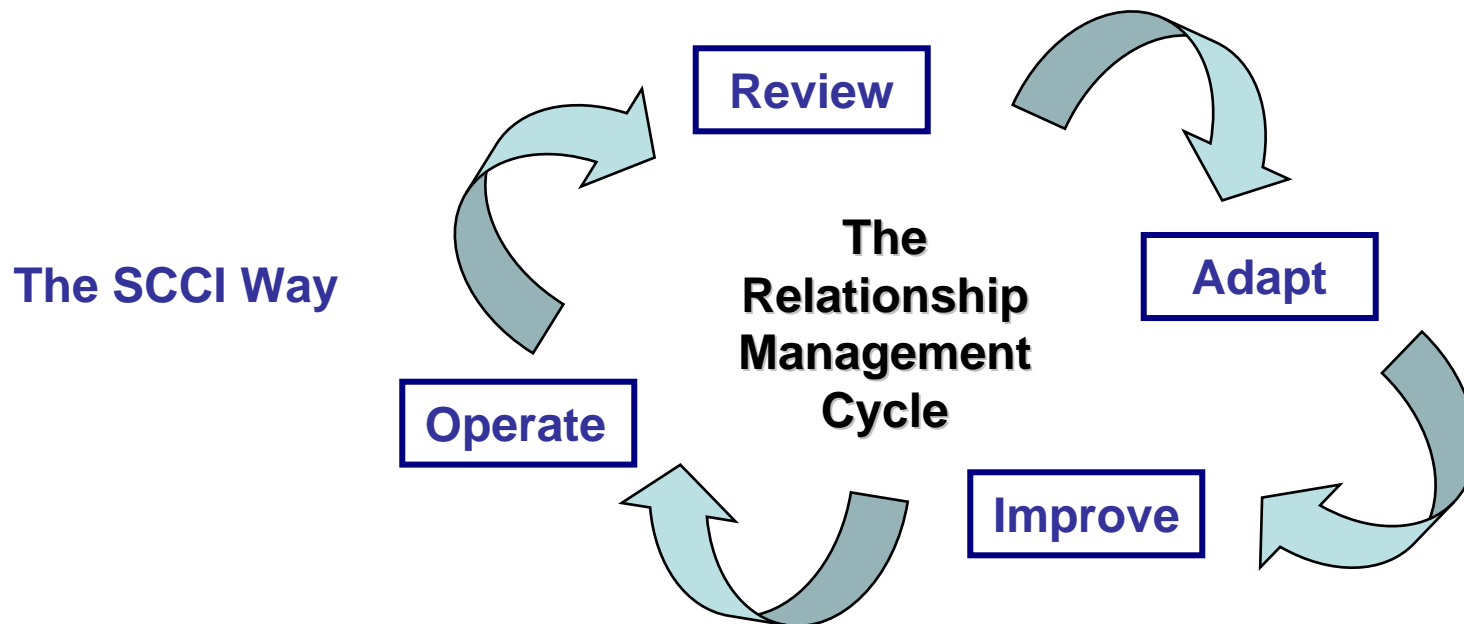 Review
The SCCI Way
The
Relationship
Management
Cycle
Adapt
Operate
Improve